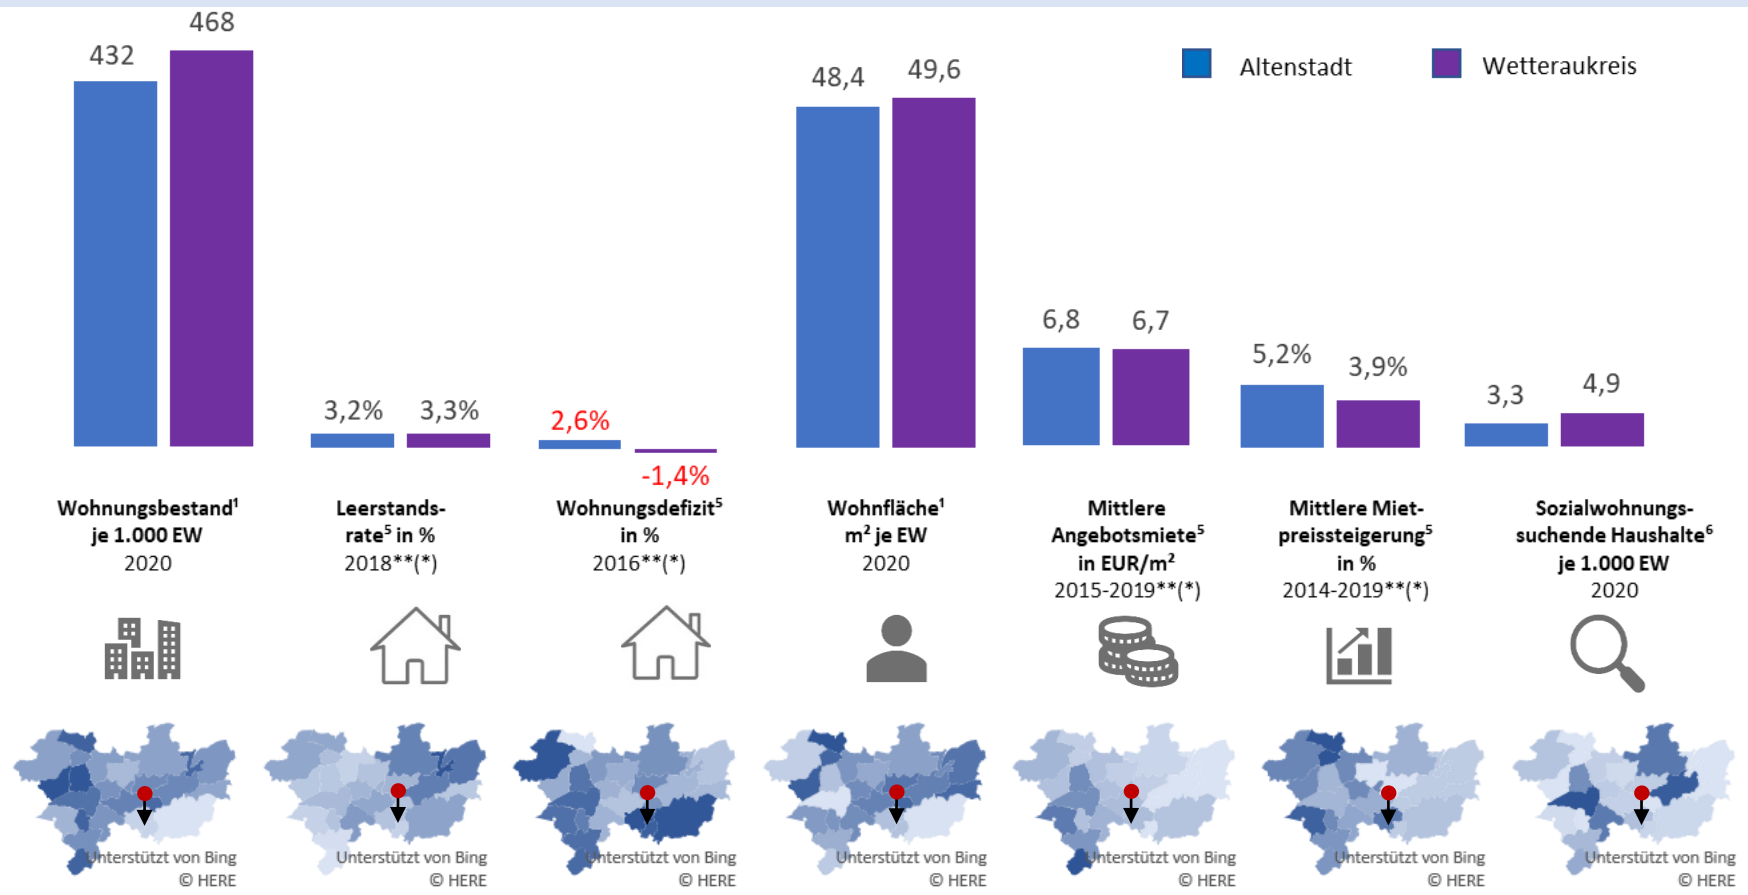 432
468
3,2%
3,3%
2,6%
-1,4%
48,4
49,6
6,8
6,7
5,2%
3,9%
3,3
4,9
Altenstadt
Wetteraukreis
Wohnungsbestand¹
je 1.000 EW
2020
Leerstands-
rate⁵ in %
2018**(*)
Wohnungsdefizit⁵
in %
2016**(*)
Wohnfläche¹
m² je EW
2020
Mittlere
Angebotsmiete⁵
in EUR/m²
2015-2019**(*)
Mittlere Miet-
preissteigerung⁵
in %
2014-2019**(*)
Sozialwohnungs-
suchende Haushalte⁶
je 1.000 EW
2020
Unterstützt von Bing
© HERE
Unterstützt von Bing
© HERE
Unterstützt von Bing
© HERE
Unterstützt von Bing
© HERE
Unterstützt von Bing
© HERE
Unterstützt von Bing
© HERE
Unterstützt von Bing
© HERE